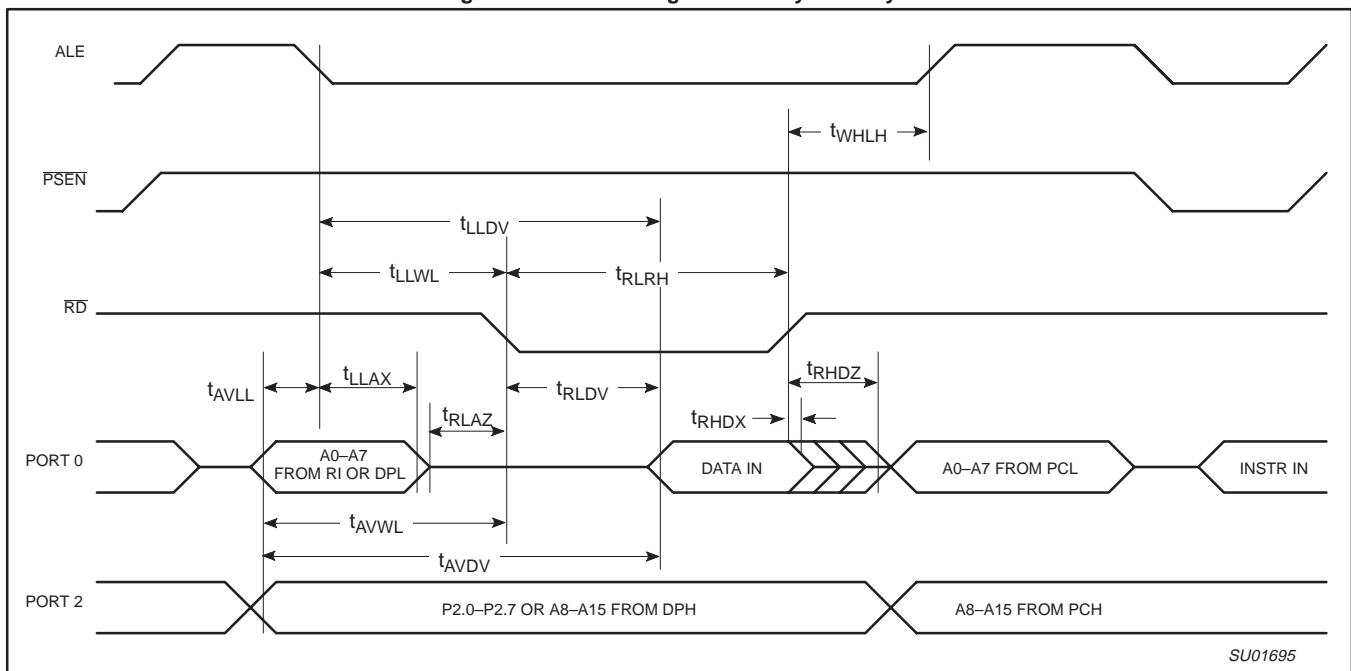 ALE
tWHLH
PSEN
tLLDV
tLLWL
tRLRH
RD
tAVLL
tLLAX
tRLDV
tRHDZ
tRLAZ
tRHDX
PORT 0
A0–A7
FROM RI OR DPL
DATA IN
A0–A7 FROM PCL
INSTR IN
tAVWL
tAVDV
PORT 2
P2.0–P2.7 OR A8–A15 FROM DPH
A8–A15 FROM PCH
SU01695